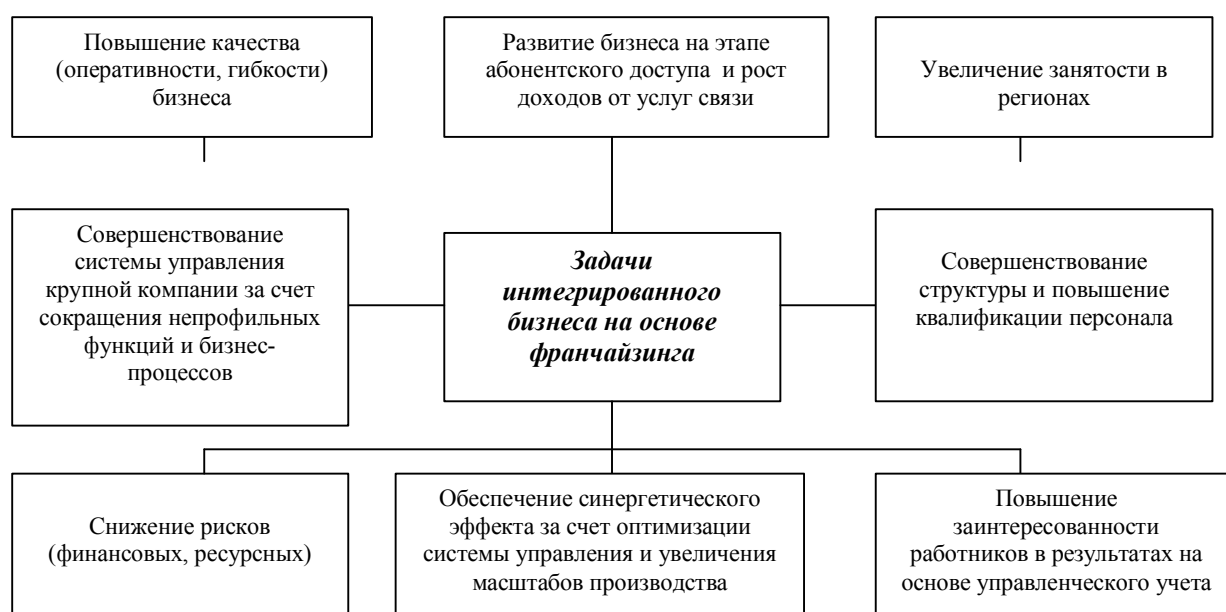 Повышение качества
(оперативности, гибкости)
бизнеса
Развитие бизнеса на этапе
абонентского доступа и рост
доходов от услуг связи
Увеличение занятости в
регионах
Совершенствование
системы управления
крупной компании за счет
сокращения непрофильных
функций и бизнес-
процессов
Задачи
интегрированного
бизнеса на основе
франчайзинга
Совершенствование
структуры и повышение
квалификации персонала
Снижение рисков
(финансовых, ресурсных)
Обеспечение синергетического
эффекта за счет оптимизации
системы управления и увеличения
масштабов производства
Повышение
заинтересованности
работников в результатах на
основе управленческого учета